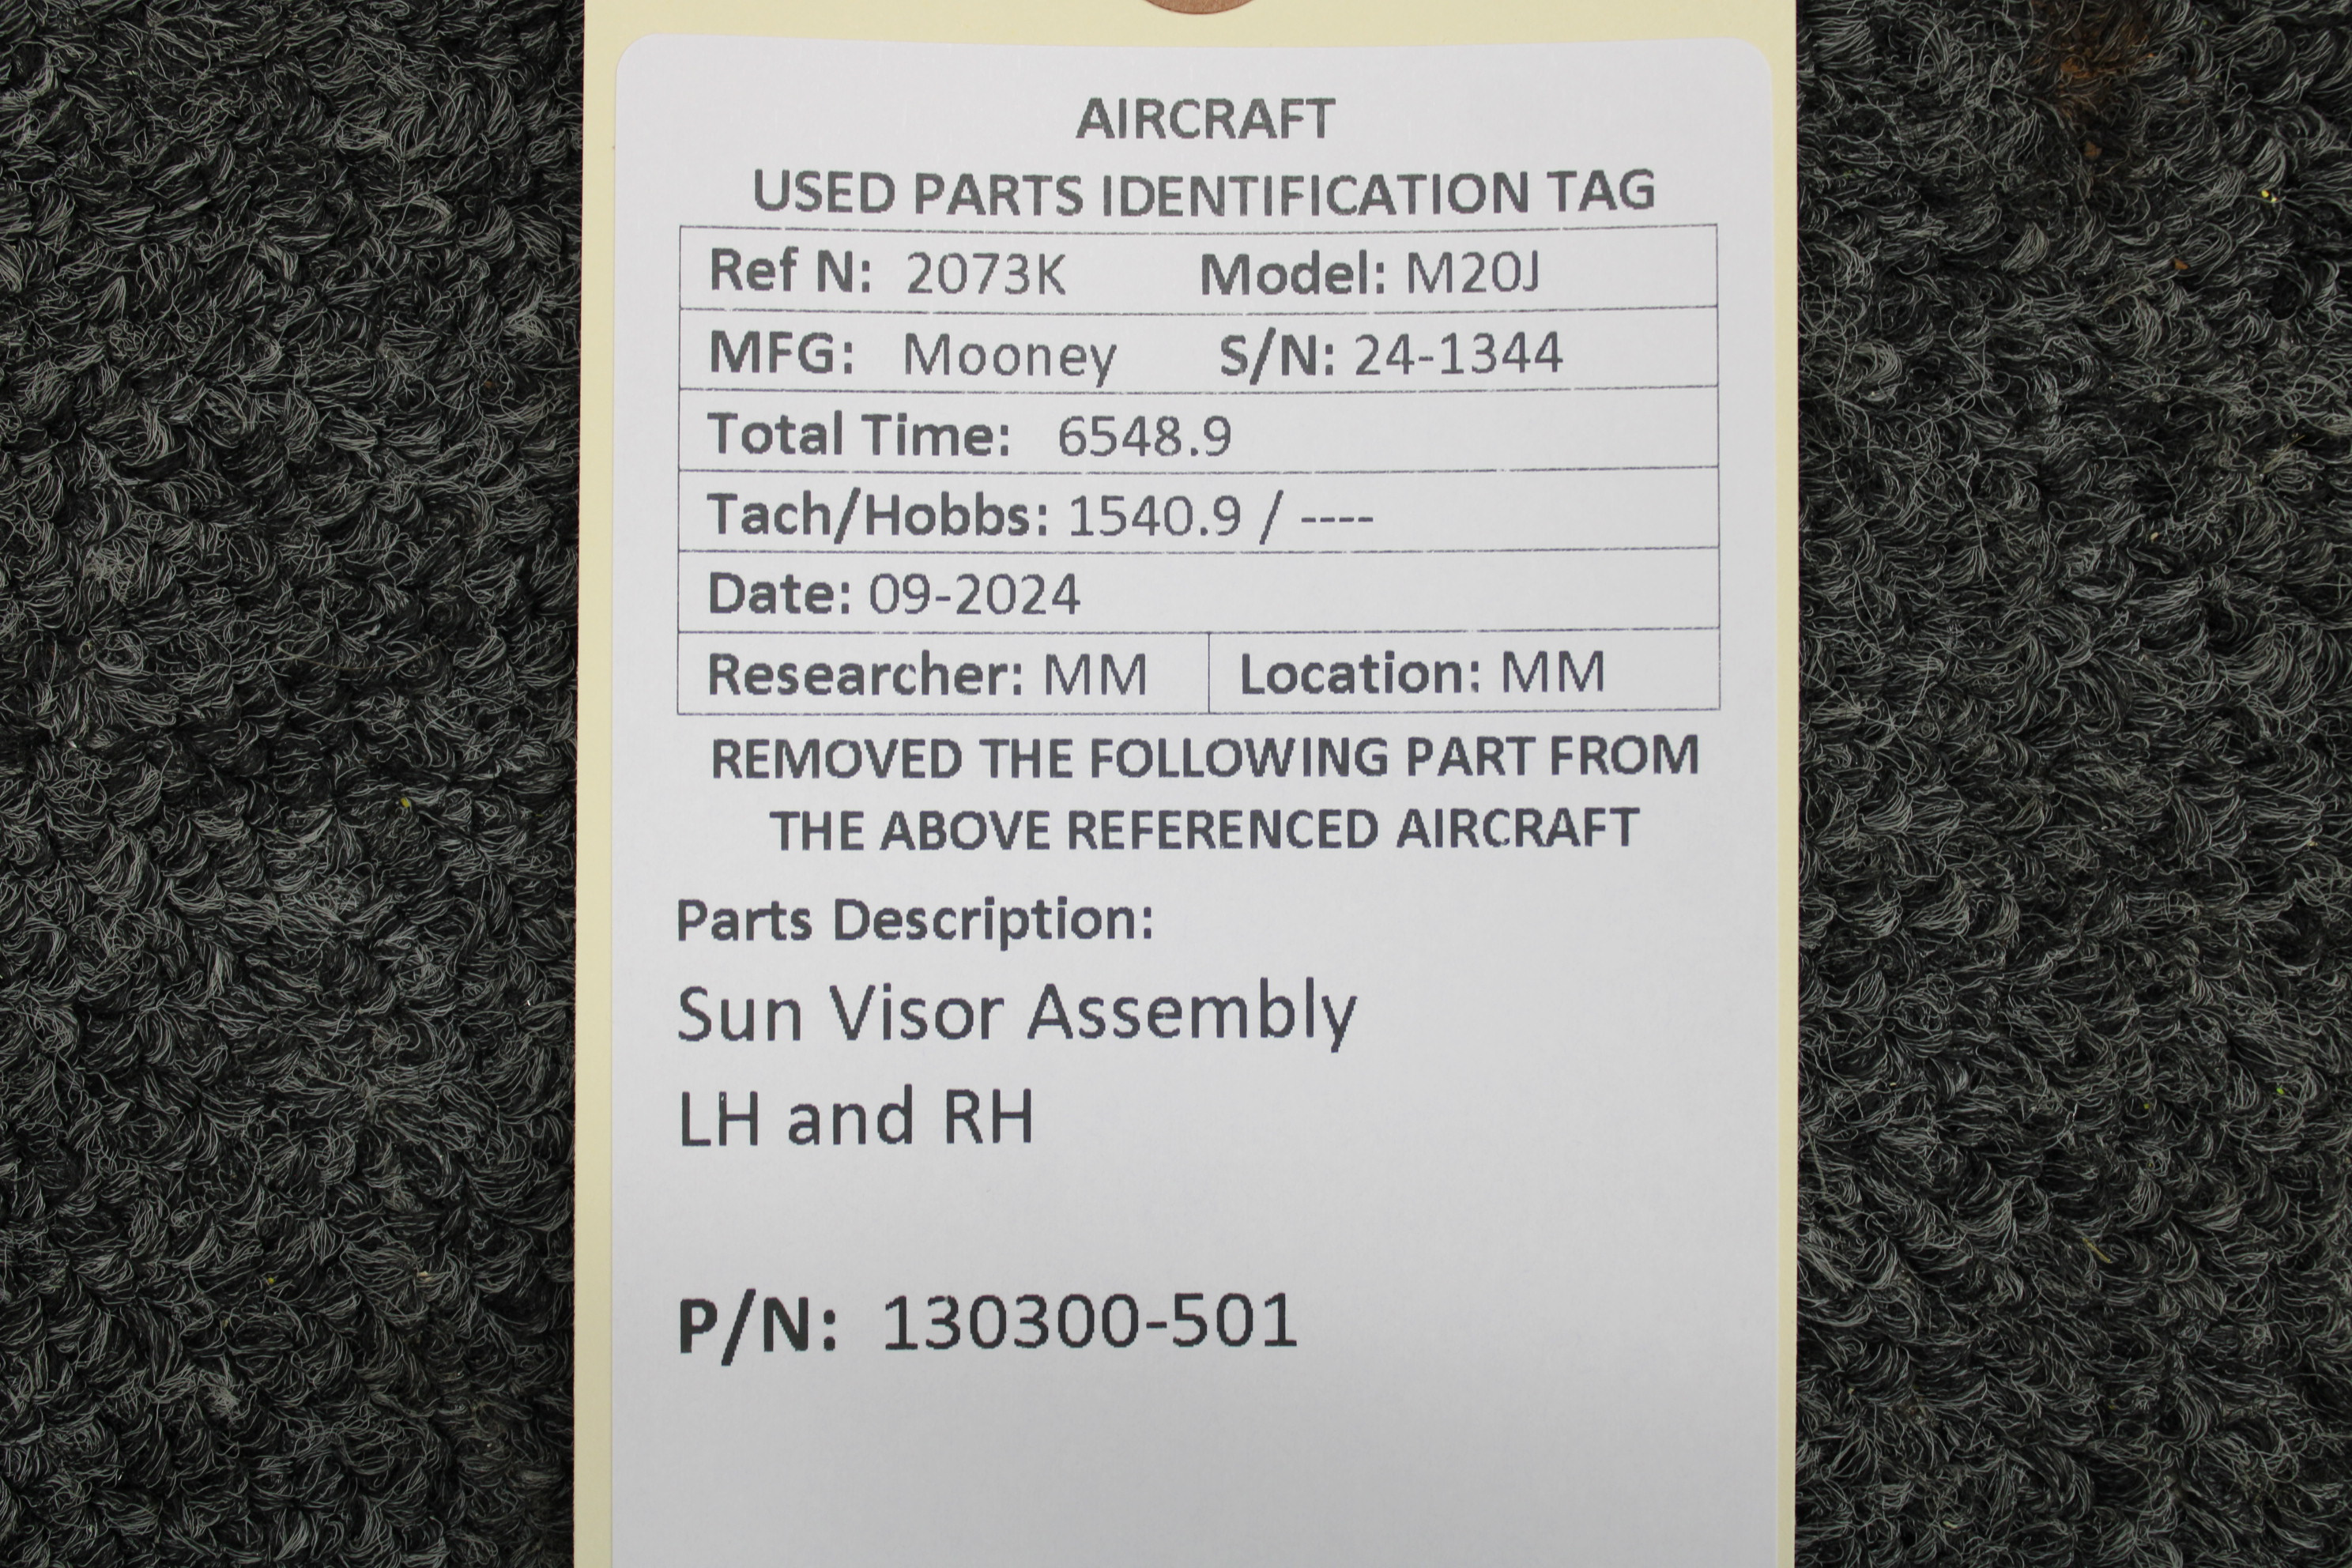 AIRCRAFT
USED PARTS IDENTIFICATION TAG
Ref N: 2073K Model: M20J
MFG: Mooney S/N: 24-1344
Total Time: 6548.9
Tach/Hobbs: 1540.9 / ----
Date: 09-2024
Researcher: MM Location: MM
REMOVED THE FOLLOWING PART FROM
THE ABOVE REFERENCED AIRCRAFT
Parts Description:
Sun Visor Assembly
LH and RH
P/N: 130300-501